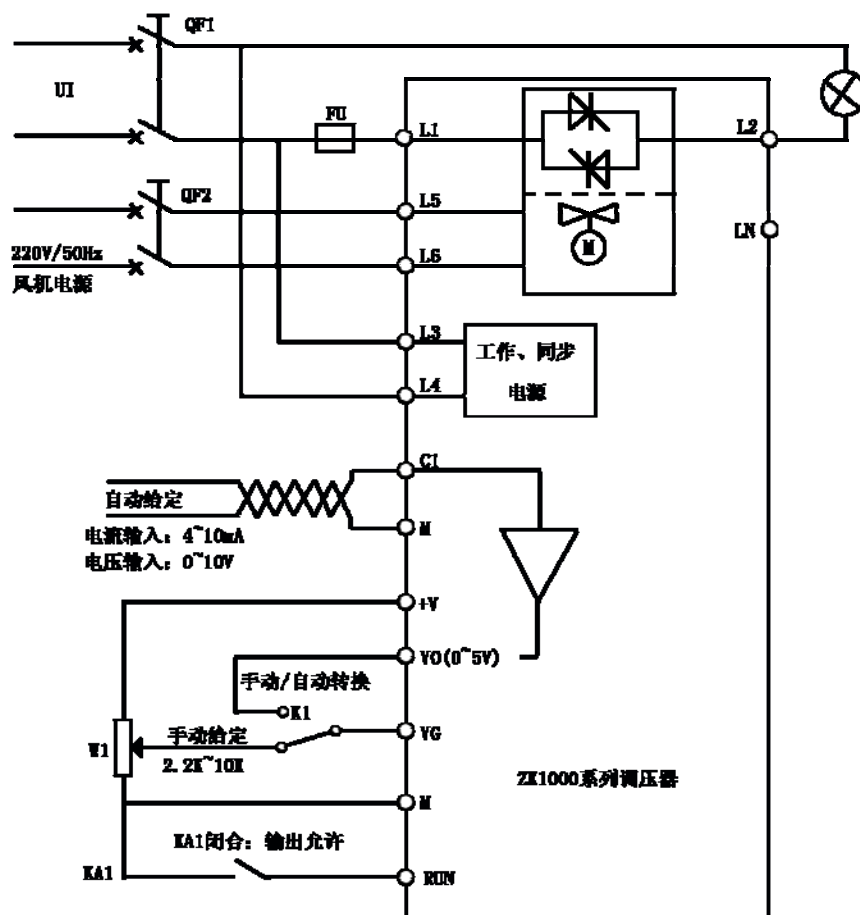 QF1
UI
FU
L1
L2
QF2
L5
LN
220V/50Hz
L6
M
风机电源
L3
工作、同步
电源
L4
CI
自动给定
M
电流输入：4~10mA
电压输入：0~10V
+V
VO(0~5V)
手动/自动转换
K1
手动给定
VG
W1
2.2K~10K
ZK1000系列调压器
M
KA1闭合：输出允许
KA1
RUN